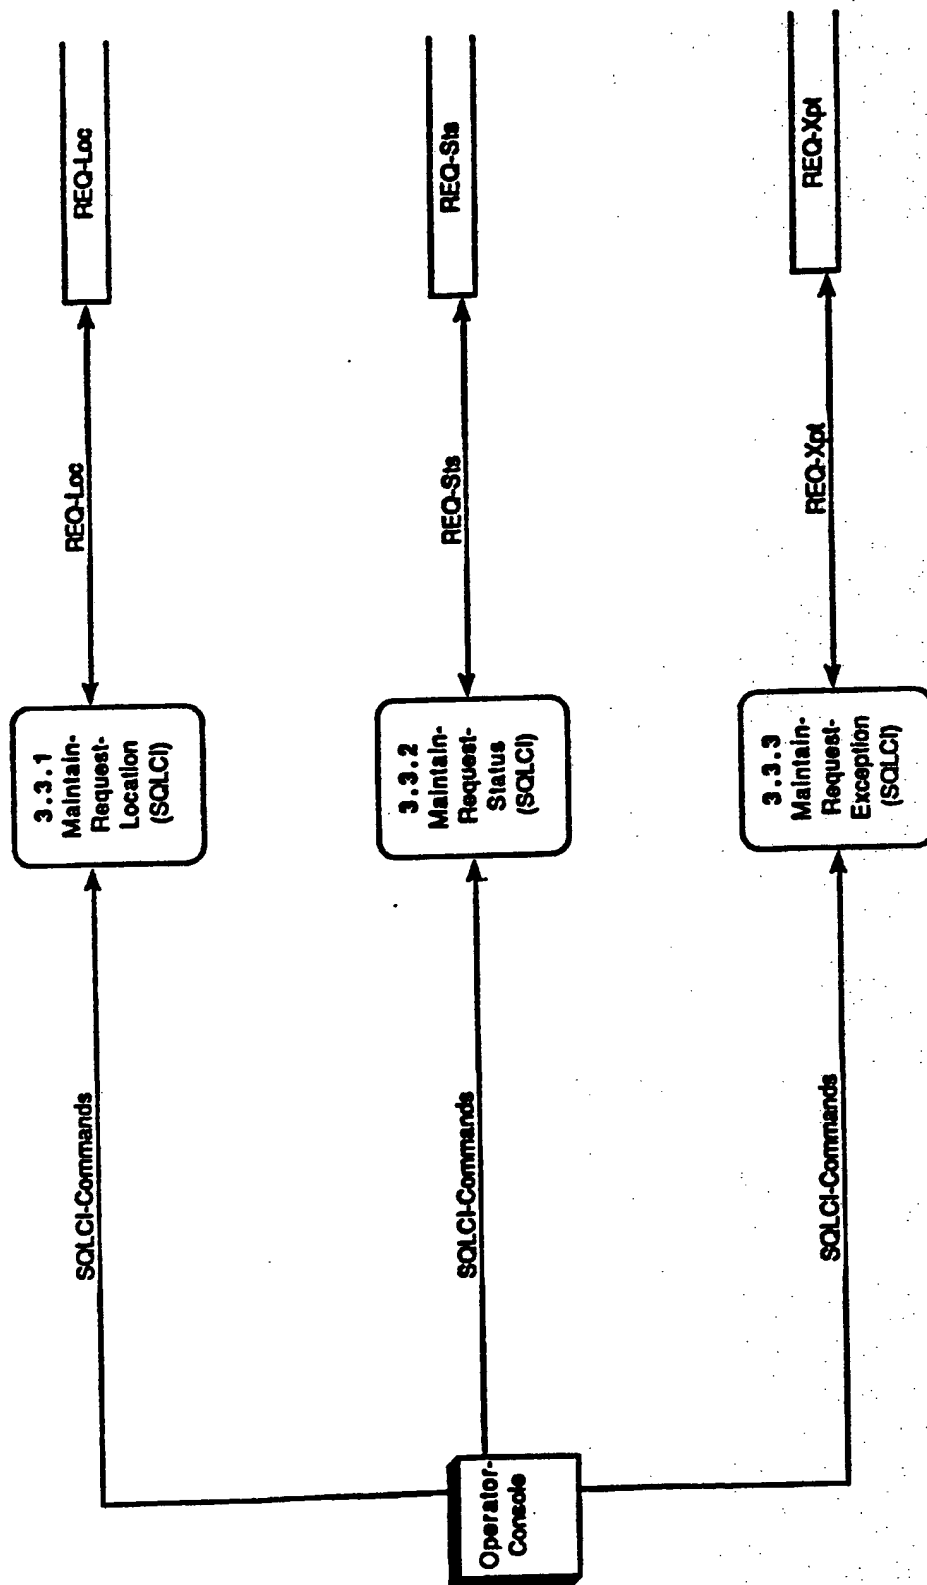 REQ-Loc
REQ-Loc
3.3.1
Maintain-
Request-
Location
(SQLCI)
SQLCI-Commands
REQ-Sts
REQ-Sts
3.3.2
Maintain-
Request-
Status
(SQLCI)
SQLCI-Commands
REQ-Xpt
REQ-Xpt
3.3.3
Maintain-
Request-
Exception
(SQLCI)
SQLCI-Commands
Operator-
Console